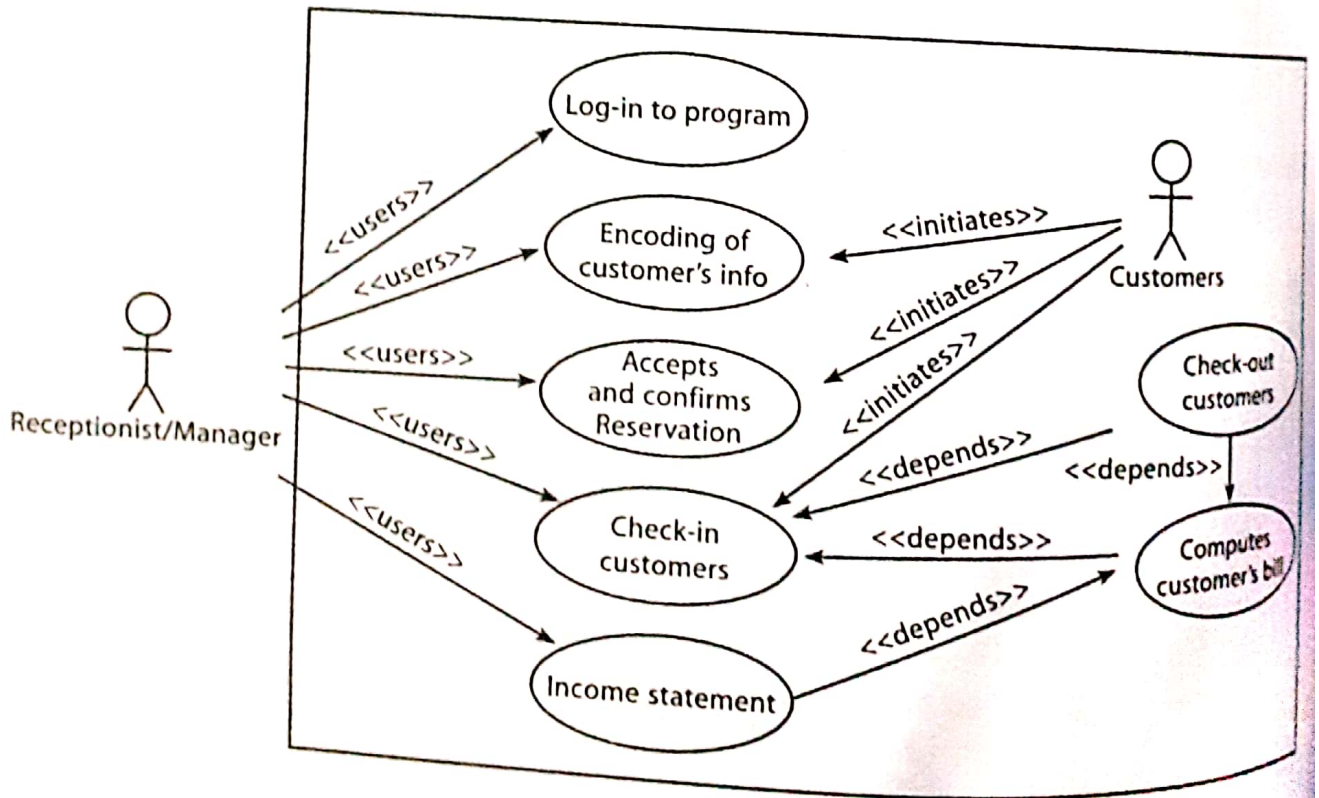 Log-in to program
<<users>>
Encoding of
customer's info
<<users>>
<<initiates>>
Customers
<<initiates>>
Accepts
and confirms
Reservation
<<users>>
<<initiates>>
Check-out
customers
Receptionist/Manager
<<users>>
<<depends>>
<<depends>>
Check-in
customers
<<users>>
<<depends>>
Computes
customer's bill
<<depends>>
Income statement